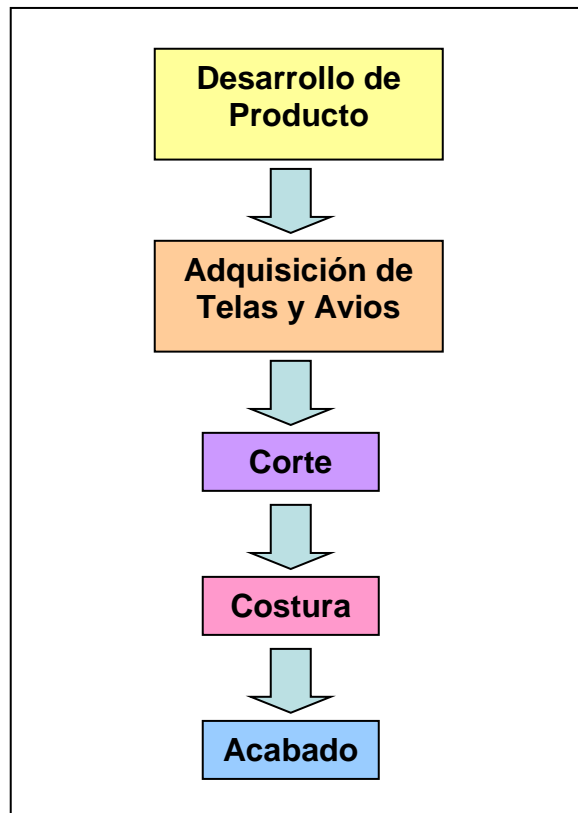 Desarrollo de
Producto
Adquisición de
Telas y Avios
Corte
Costura
Acabado